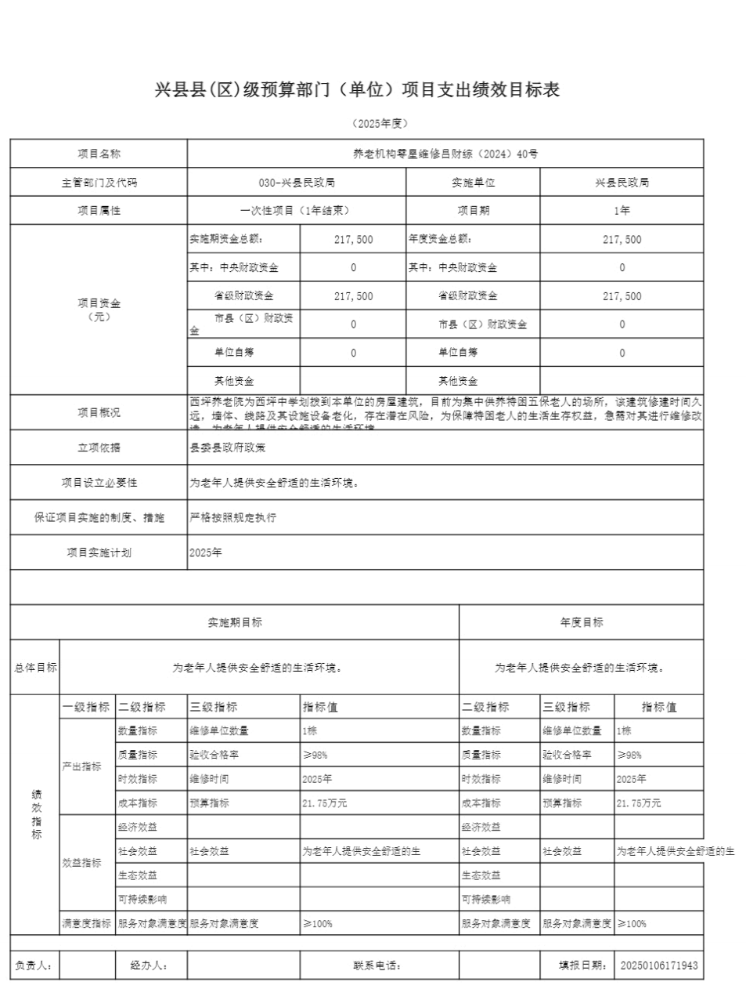 兴县县(区)级预算部门（单位）项目支出绩效目标表
（2025年度）
项目名称 养老机构零星维修吕财综（2024）40号
主管部门及代码 030-兴县民政局 实施单位 兴县民政局
项目属性 一次性项目（1年结束） 项目期 1年
项目资金
（元）
实施期资金总额： 217,500 年度资金总额： 217,500
其中：中央财政资金 0 其中：中央财政资金 0
省级财政资金 217,500 省级财政资金 217,500
市县（区）财政资
金 0 市县（区）财政资金 0
单位自筹 0 单位自筹 0
其他资金 其他资金
项目概况
西坪养老院为西坪中学划拨到本单位的房屋建筑，目前为集中供养特困五保老人的场所，该建筑修建时间久
远，墙体、线路及其设施设备老化，存在潜在风险，为保障特困老人的生活生存权益，急需对其进行维修改
造，为老年人提供安全舒适的生活环境
立项依据 县委县政府政策
项目设立必要性 为老年人提供安全舒适的生活环境。
保证项目实施的制度、措施 严格按照规定执行
项目实施计划 2025年
实施期目标 年度目标
总体目标 为老年人提供安全舒适的生活环境。 为老年人提供安全舒适的生活环境。
绩效指标
一级指标 二级指标 三级指标 指标值 二级指标 三级指标 指标值
产出指标
数量指标 维修单位数量 1栋 数量指标 维修单位数量 1栋
质量指标 验收合格率 ≥98% 质量指标 验收合格率 ≥98%
时效指标 维修时间 2025年 时效指标 维修时间 2025年
成本指标 预算指标 21.75万元 成本指标 预算指标 21.75万元
效益指标
经济效益 经济效益
社会效益 社会效益 为老年人提供安全舒适的生 社会效益 社会效益 为老年人提供安全舒适的生
生态效益 生态效益
可持续影响 可持续影响
满意度指标 服务对象满意度 服务对象满意度 ≥100% 服务对象满意度 服务对象满意度 ≥100%
负责人： 经办人： 联系电话： 填报日期： 20250106171943